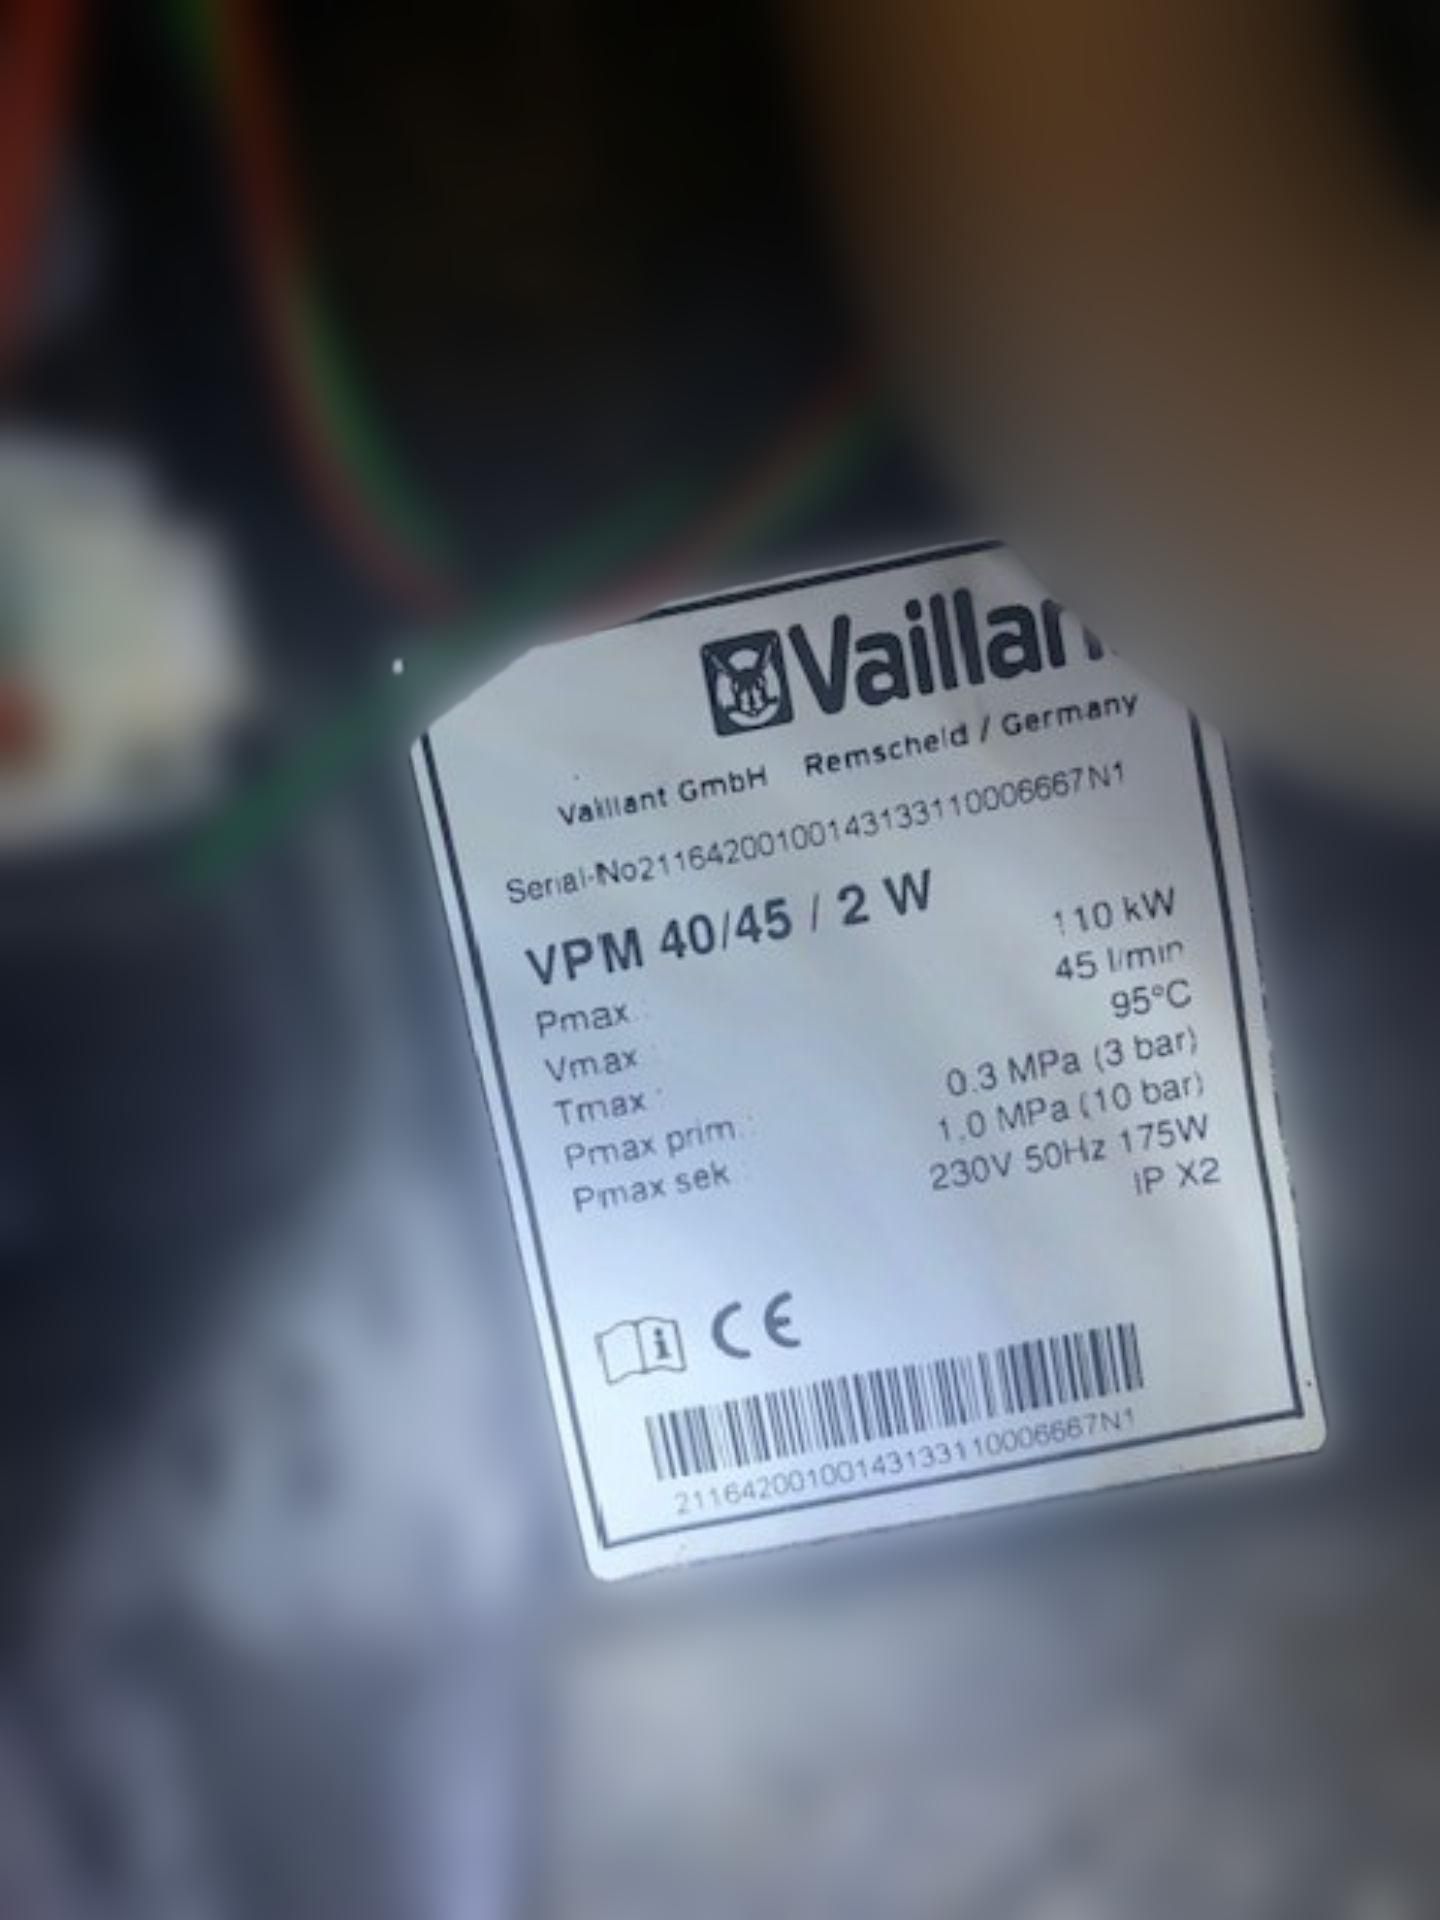 Vaillant
Vaillant GmbH Remscheid / Germany
Serial-No21164200100143133110006667N1
VPM 40/45 / 2 W
Pmax : 110 kW
Vmax : 45 l/min
Tmax : 95°C
Pmax prim. : 0.3 MPa (3 bar)
Pmax sek : 1.0 MPa (10 bar)
230V 50Hz 175W
IP X2
i CE
21164200100143133110006667N1